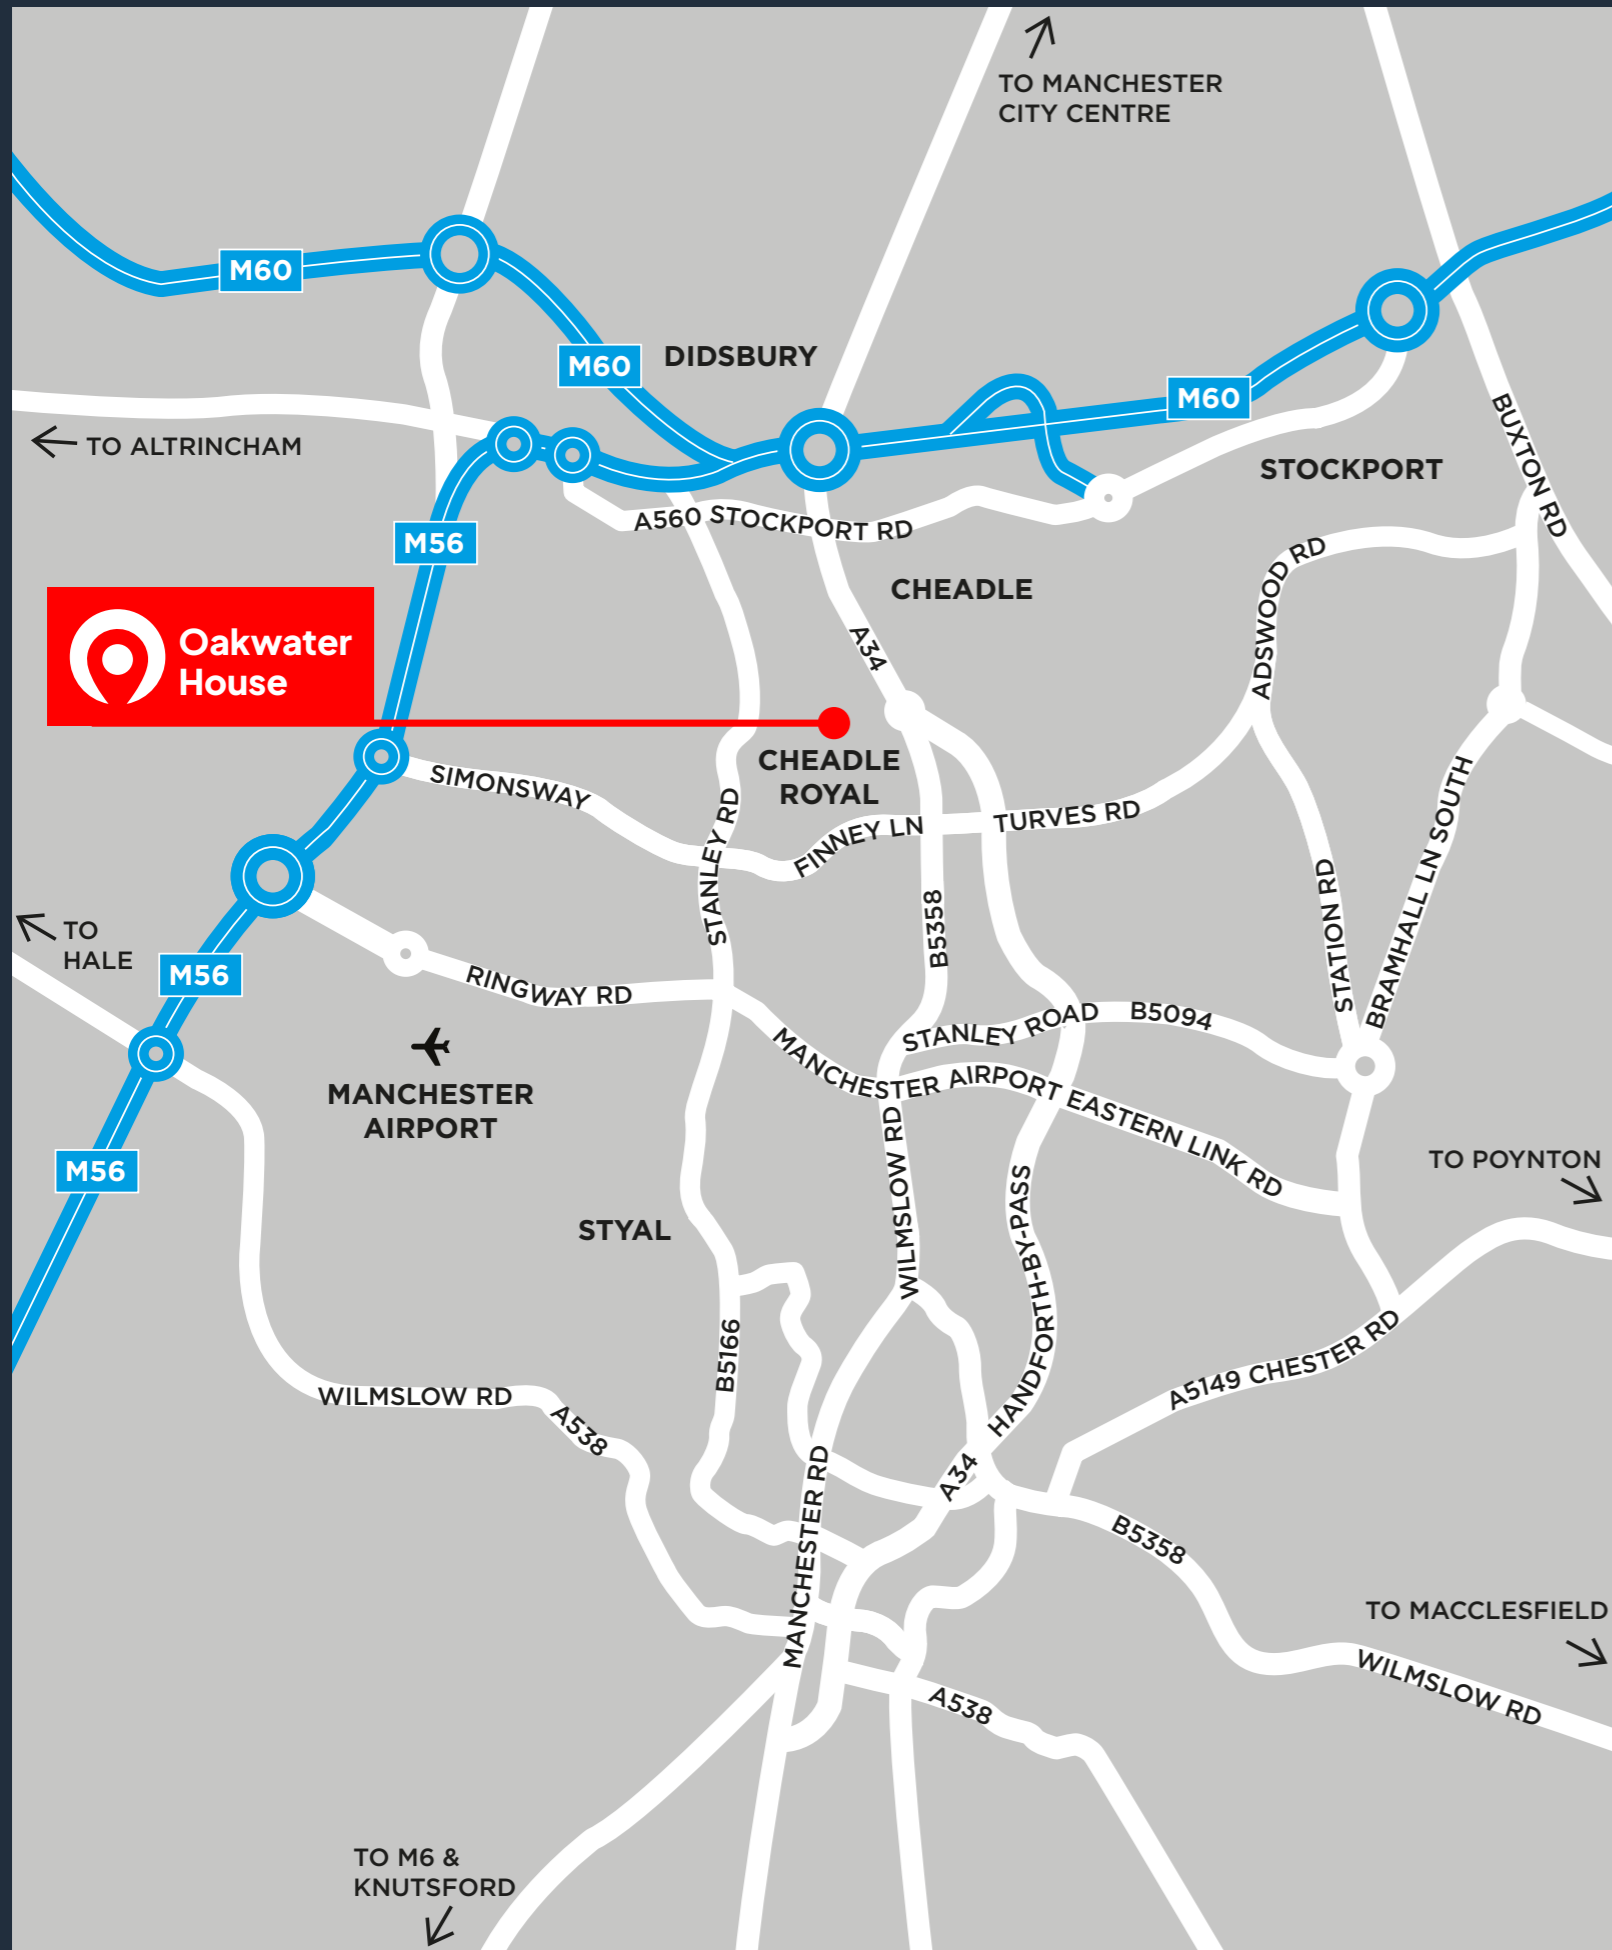 TO MANCHESTER
CITY CENTRE
M60
M60
DIDSBURY
M60
TO ALTRINCHAM
STOCKPORT
BUXTON RD
A560 STOCKPORT RD
M56
ADSWOOD RD
CHEADLE
Oakwater
House
A34
CHEADLE
ROYAL
SIMONSWAY
STANLEY RD
FINNEY LN
TURVES RD
BRAMHALL LN SOUTH
STATION RD
B5358
TO
HALE
M56
RINGWAY RD
STANLEY ROAD
B5094
MANCHESTER AIRPORT EASTERN LINK RD
MANCHESTER
AIRPORT
M56
TO POYNTON
WILMSLOW RD
HANDFORTH-BY-PASS
STYAL
B5166
A5149 CHESTER RD
WILMSLOW RD
A538
A34
MANCHESTER RD
B5358
TO MACCLESFIELD
WILMSLOW RD
A538
TO M6 &
KNUTSFORD